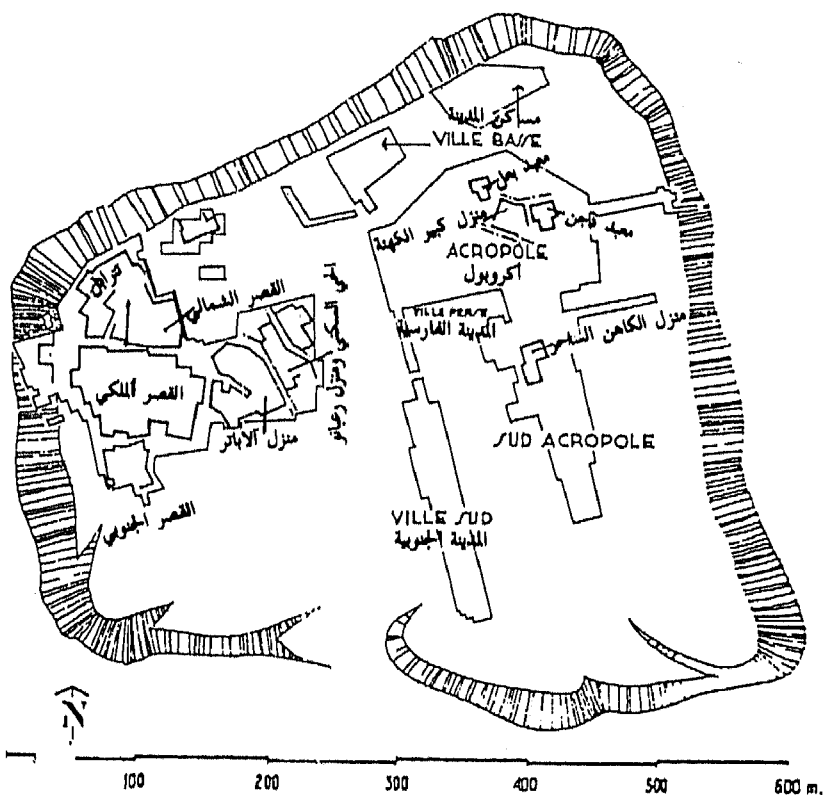 مساكن المدينة
VILLE BASSE
معبد بعل
منزل كبير الكهنة
معبد دجن
ACROPOLE
اكروبول
القصر الشمالي
VILLE PERSE
المدينة الفارسية
منزل الكاهن الساحر
القصر الملكي
منزل الاباتر
SUD ACROPOLE
القصر الجنوبي
VILLE SUD
المدينة الجنوبية
N
100
200
300
400
500
600 m.